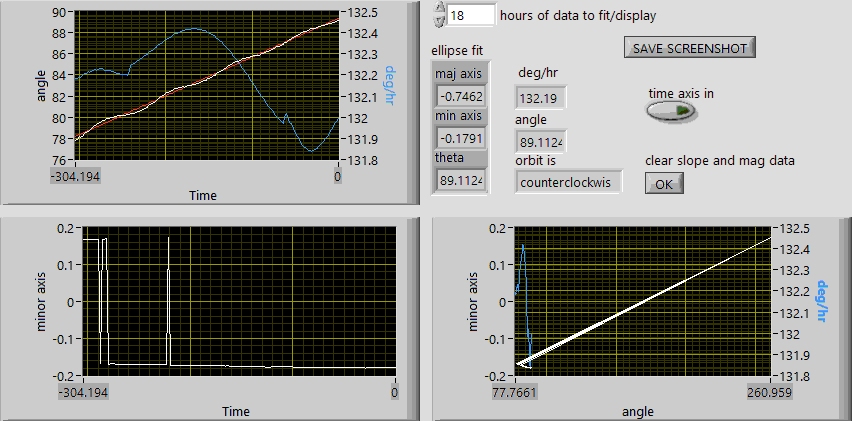 18 hours of data to fit/display
SAVE SCREENSHOT
ellipse fit
maj axis
-0.7462
min axis
-0.1791
theta
89.1124
deg/hr
132.19
angle
89.1124
orbit is
counterclockwis
time axis in
clear slope and mag data
OK
90
88
86
84
82
80
78
76
angle
132.5
132.4
132.3
132.2
132.1
132
131.9
131.8
deg/hr
-304.194 0
Time
0.2
0.1
0
-0.1
-0.2
minor axis
-304.194 0
Time
0.2
0.1
0
-0.1
-0.2
minor axis
132.5
132.4
132.3
132.2
132.1
132
131.9
131.8
deg/hr
77.7661 260.959
angle